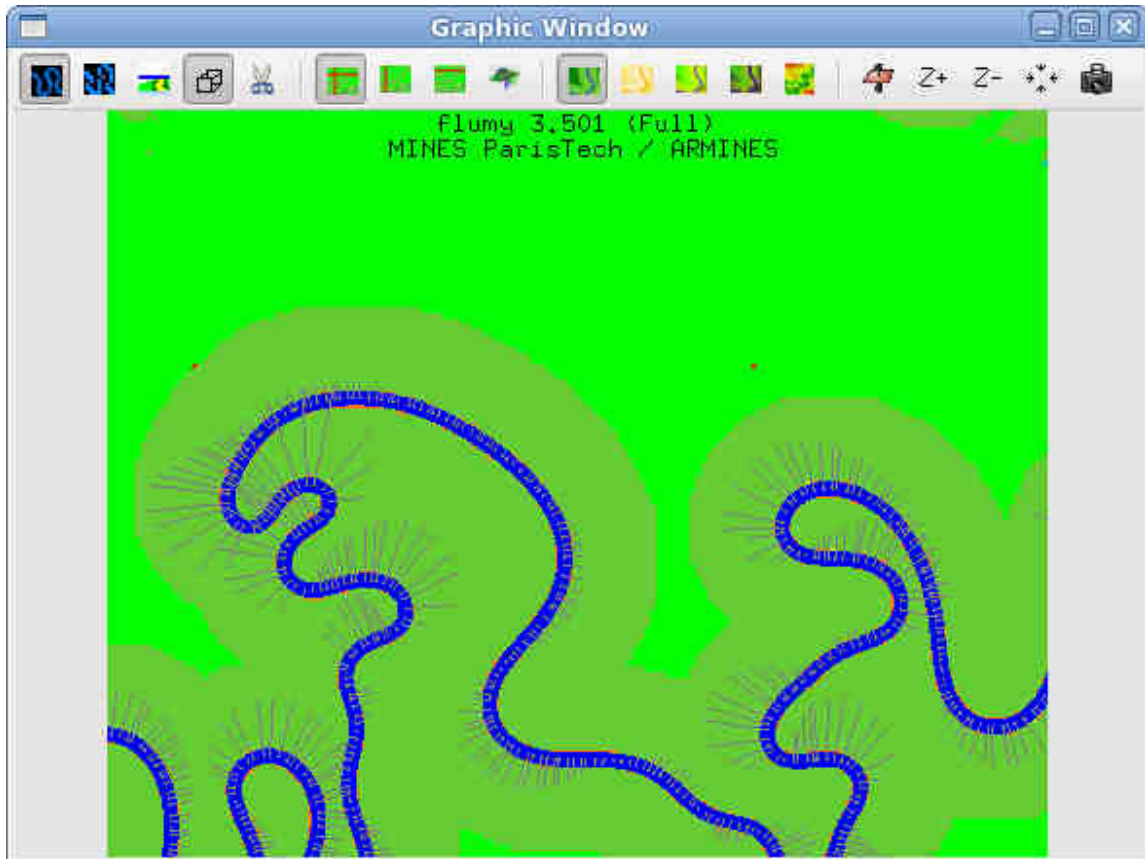 Graphic Window
Z+ Z-
Flumy 3.501 (Full)
MINES ParisTech / ARMINES